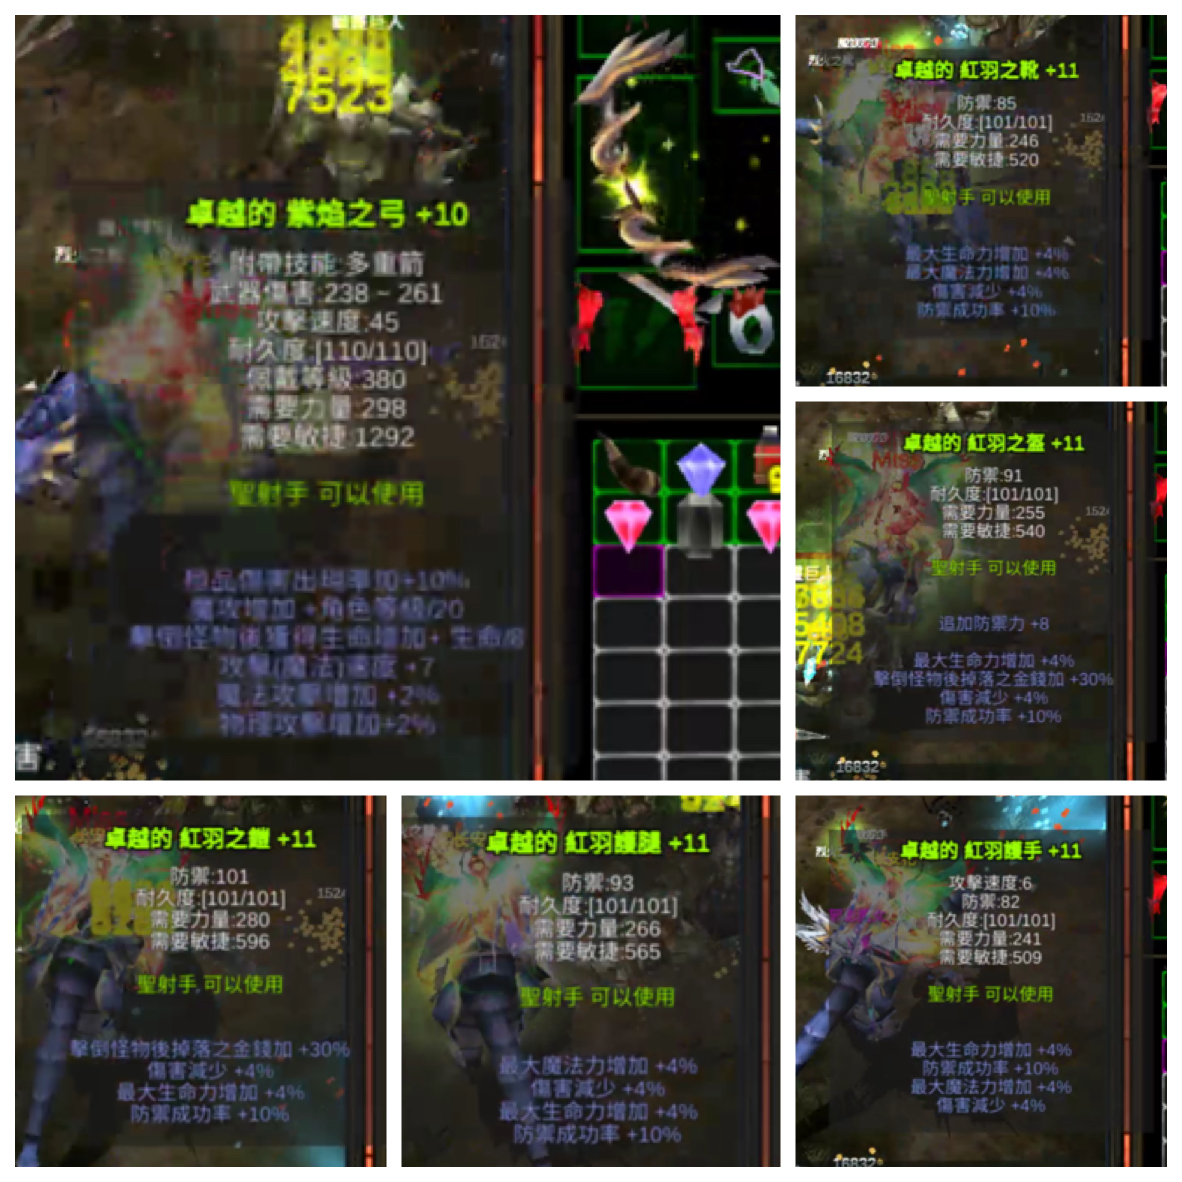 7523
卓越的 紫焰之弓 +10
附帶技能:多重箭
武器傷害:238 ~ 261
攻擊速度:45
耐久度:[110/110]
佩戴等級:380
需要力量:298
需要敏捷:1292
聖射手 可以使用
極品傷害出現率加+10%
魔攻增加 +角色等級/20
擊倒怪物後獲得生命增加+ 生命/8
攻擊(魔法)速度 +7
魔法攻擊增加 +2%
物理攻擊增加+2%
害
卓越的 紅羽之靴 +11
防禦:85
耐久度:[101/101]
需要力量:246
需要敏捷:520
聖射手 可以使用
最大生命力增加 +4%
最大魔法力增加 +4%
傷害減少 +4%
防禦成功率 +10%
16832
卓越的 紅羽之盔 +11
Miss
防禦:91
耐久度:[101/101]
需要力量:255
需要敏捷:540
聖射手 可以使用
追加防禦力 +8
最大生命力增加 +4%
擊倒怪物後掉落之金錢加 +30%
傷害減少 +4%
防禦成功率 +10%
7724
16832
卓越的 紅羽之鎧 +11
防禦:101
耐久度:[101/101]
需要力量:280
需要敏捷:596
聖射手 可以使用
擊倒怪物後掉落之金錢加 +30%
傷害減少 +4%
最大生命力增加 +4%
防禦成功率 +10%
卓越的 紅羽護腿 +11
防禦:93
耐久度:[101/101]
需要力量:266
需要敏捷:565
聖射手 可以使用
最大魔法力增加 +4%
傷害減少 +4%
最大生命力增加 +4%
防禦成功率 +10%
卓越的 紅羽護手 +11
攻擊速度:6
防禦:82
耐久度:[101/101]
需要力量:241
需要敏捷:509
聖射手 可以使用
最大生命力增加 +4%
防禦成功率 +10%
最大魔法力增加 +4%
傷害減少 +4%
16832